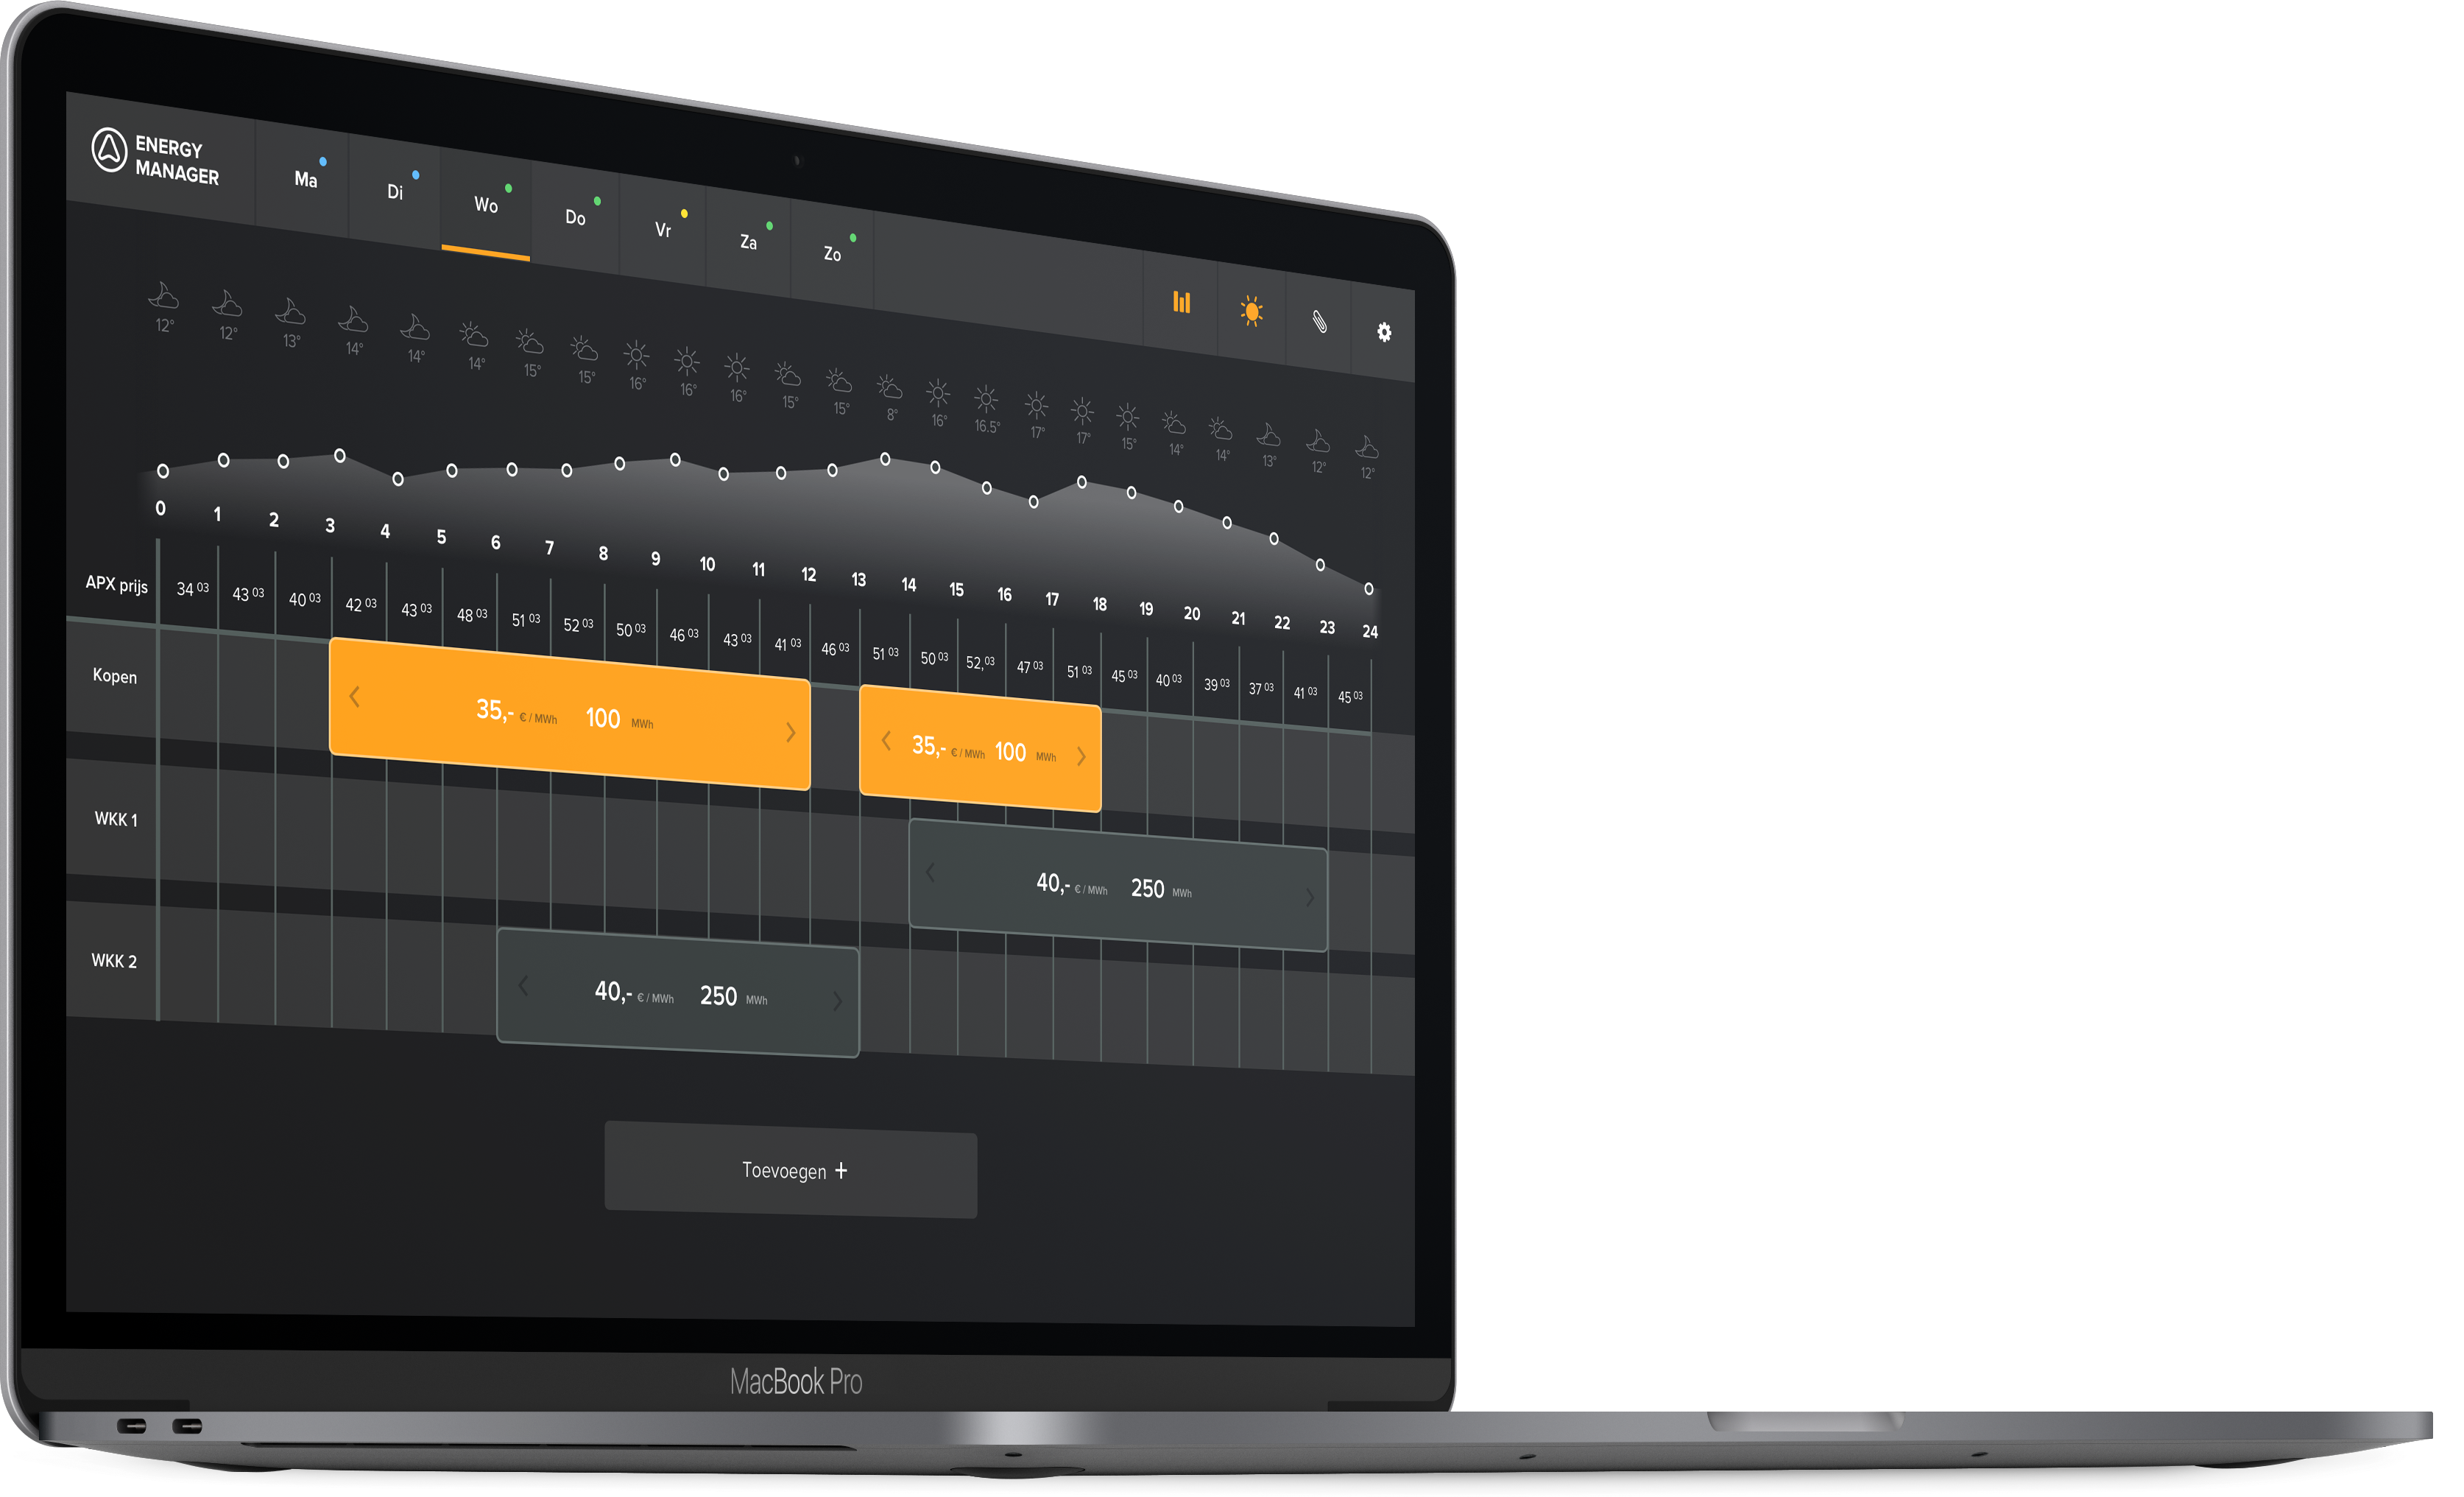 ENERGY
MANAGER
Ma
Di
Wo
Do
Vr
Za
Zo
12° 12° 13° 14° 14° 14° 15° 15° 16° 16° 16° 15° 15° 8° 16° 16.5° 17° 17° 15° 14° 14° 13° 12° 12°
0 1 2 3 4 5 6 7 8 9 10 11 12 13 14 15 16 17 18 19 20 21 22 23 24
APX prijs 34 03 43 03 40 03 42 03 43 03 48 03 51 03 52 03 50 03 46 03 43 03 41 03 46 03 51 03 50 03 52,03 47 03 51 03 45 03 40 03 39 03 37 03 41 03 45 03
Kopen
35,- € / MWh 100 MWh
35,- € / MWh 100 MWh
WKK 1
40,- € / MWh 250 MWh
WKK 2
40,- € / MWh 250 MWh
Toevoegen +
MacBook Pro